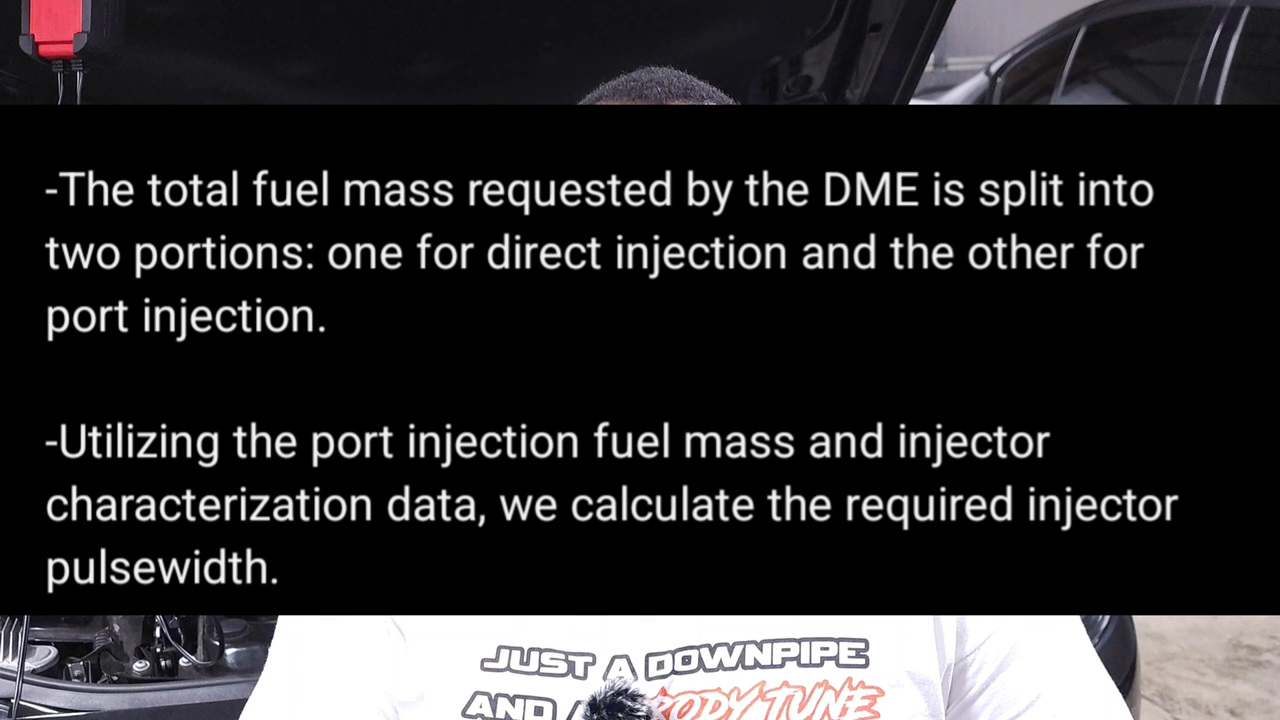 -The total fuel mass requested by the DME is split into
two portions: one for direct injection and the other for
port injection.
-Utilizing the port injection fuel mass and injector
characterization data, we calculate the required injector
pulsewidth.
JUST A DOWNPIPE
AND A BODY TUNE